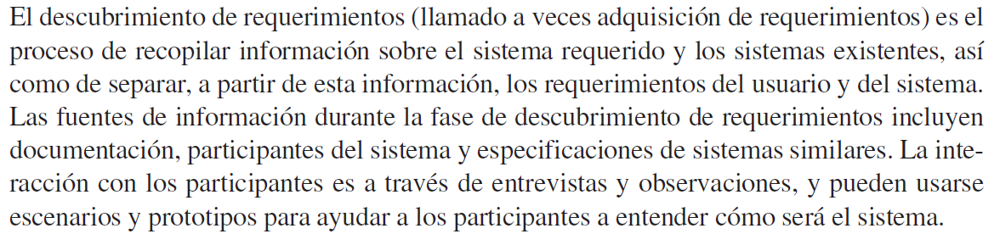 El descubrimiento de requerimientos (llamado a veces adquisición de requerimientos) es el
proceso de recopilar información sobre el sistema requerido y los sistemas existentes, así
como de separar, a partir de esta información, los requerimientos del usuario y del sistema.
Las fuentes de información durante la fase de descubrimiento de requerimientos incluyen
documentación, participantes del sistema y especificaciones de sistemas similares. La inte-
racción con los participantes es a través de entrevistas y observaciones, y pueden usarse
escenarios y prototipos para ayudar a los participantes a entender cómo será el sistema.